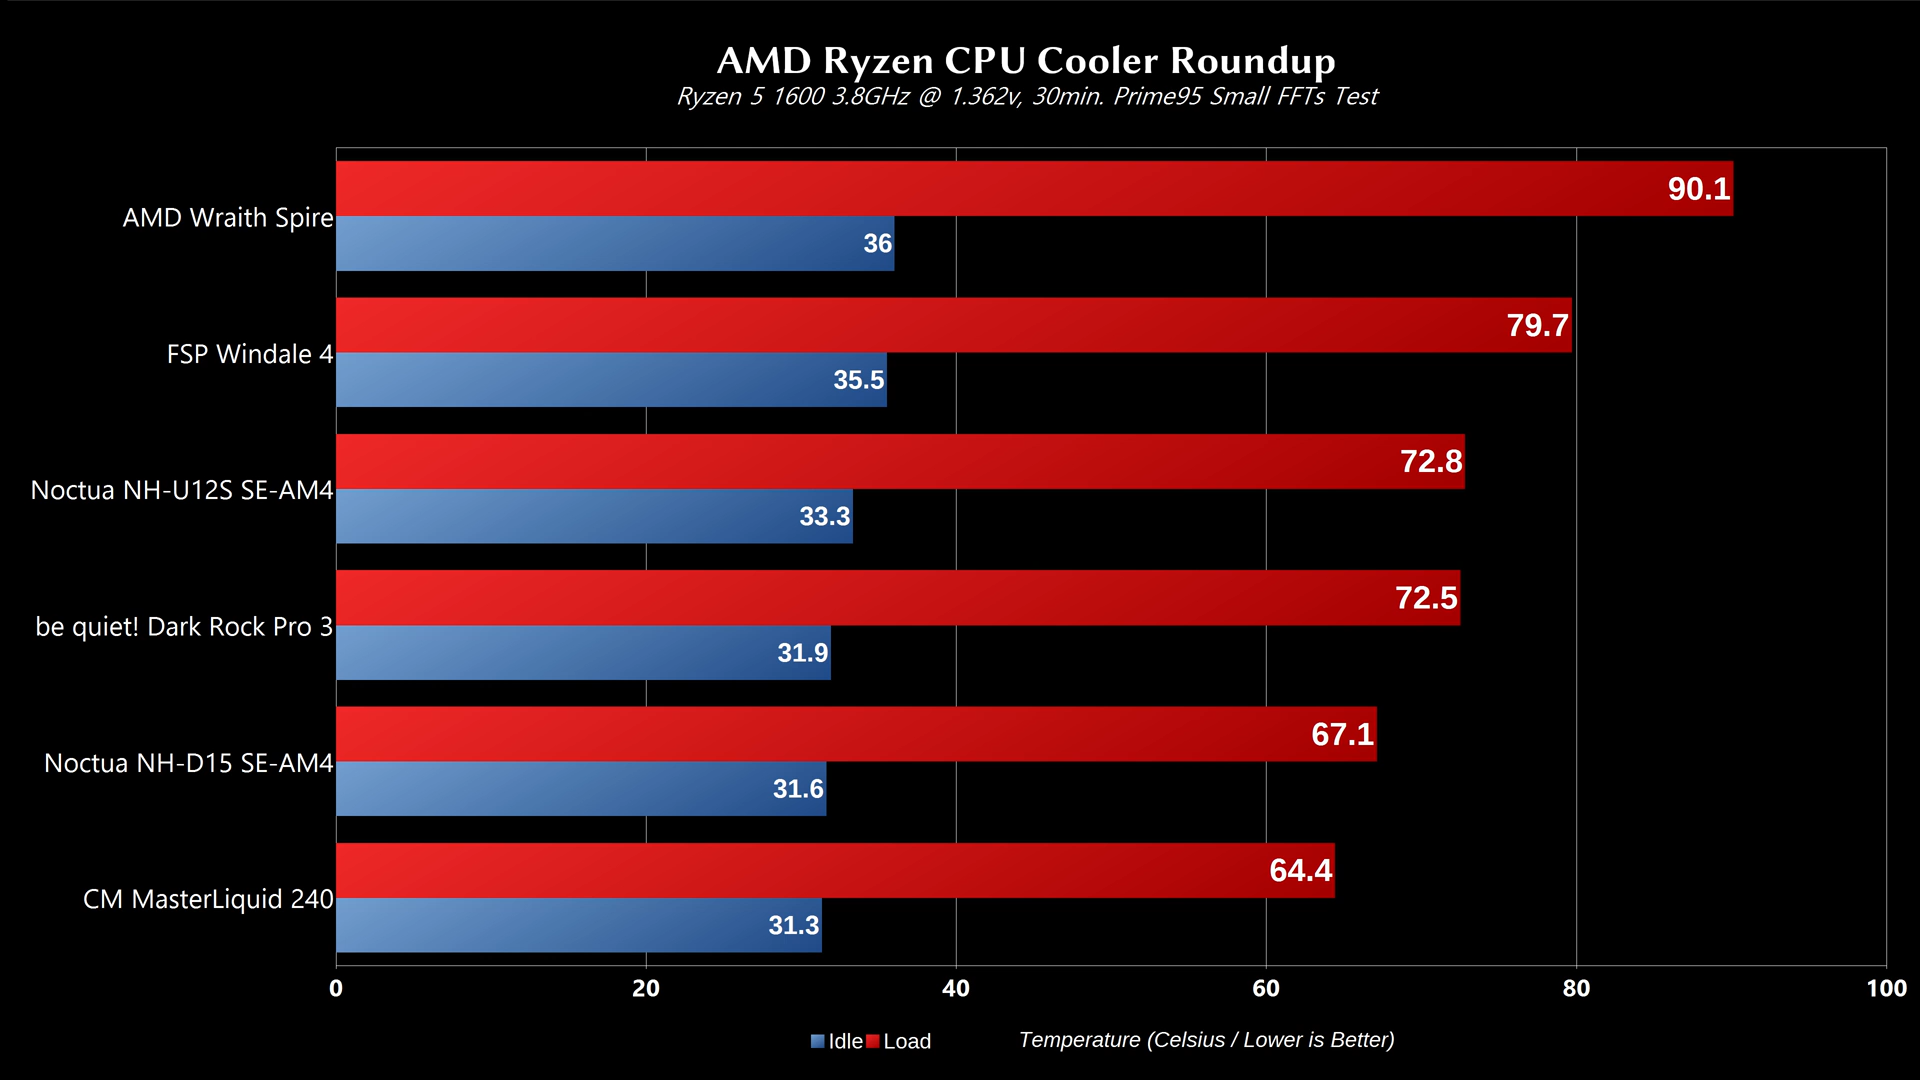 AMD Ryzen CPU Cooler Roundup
Ryzen 5 1600 3.8GHz @ 1.362v, 30min. Prime95 Small FFTs Test
90.1
AMD Wraith Spire
36
79.7
FSP Windale 4
35.5
72.8
Noctua NH-U12S SE-AM4
33.3
72.5
be quiet! Dark Rock Pro 3
31.9
67.1
Noctua NH-D15 SE-AM4
31.6
64.4
CM MasterLiquid 240
31.3
0 20 40 60 80 100
Idle Load Temperature (Celsius / Lower is Better)